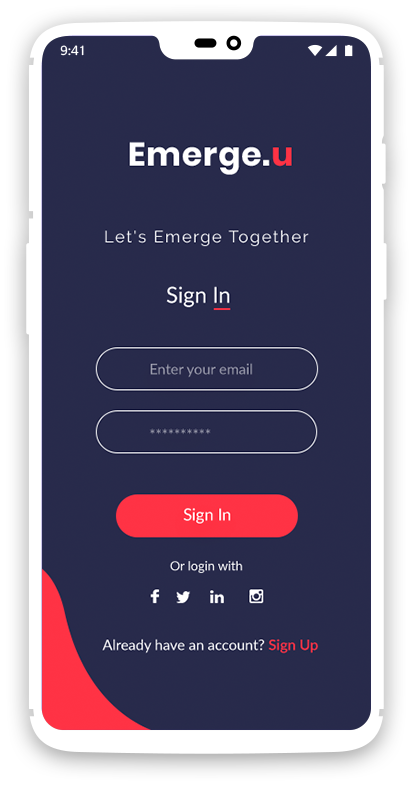 9:41
Emerge.u
Let's Emerge Together
Sign In
Enter your email
**********
Sign In
Or login with
Already have an account? Sign Up